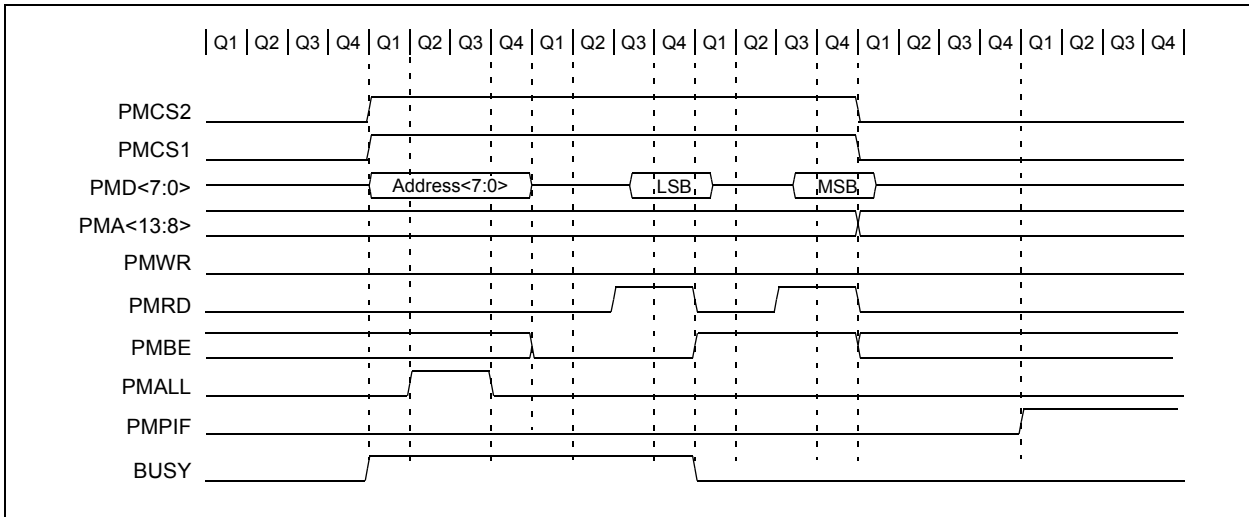 Q1 Q2 Q3 Q4 Q1 Q2 Q3 Q4 Q1 Q2 Q3 Q4 Q1 Q2 Q3 Q4 Q1 Q2 Q3 Q4 Q1 Q2 Q3 Q4
PMCS2
PMCS1
PMD<7:0> Address<7:0> LSB MSB
PMA<13:8>
PMWR
PMRD
PMBE
PMALL
PMPIF
BUSY